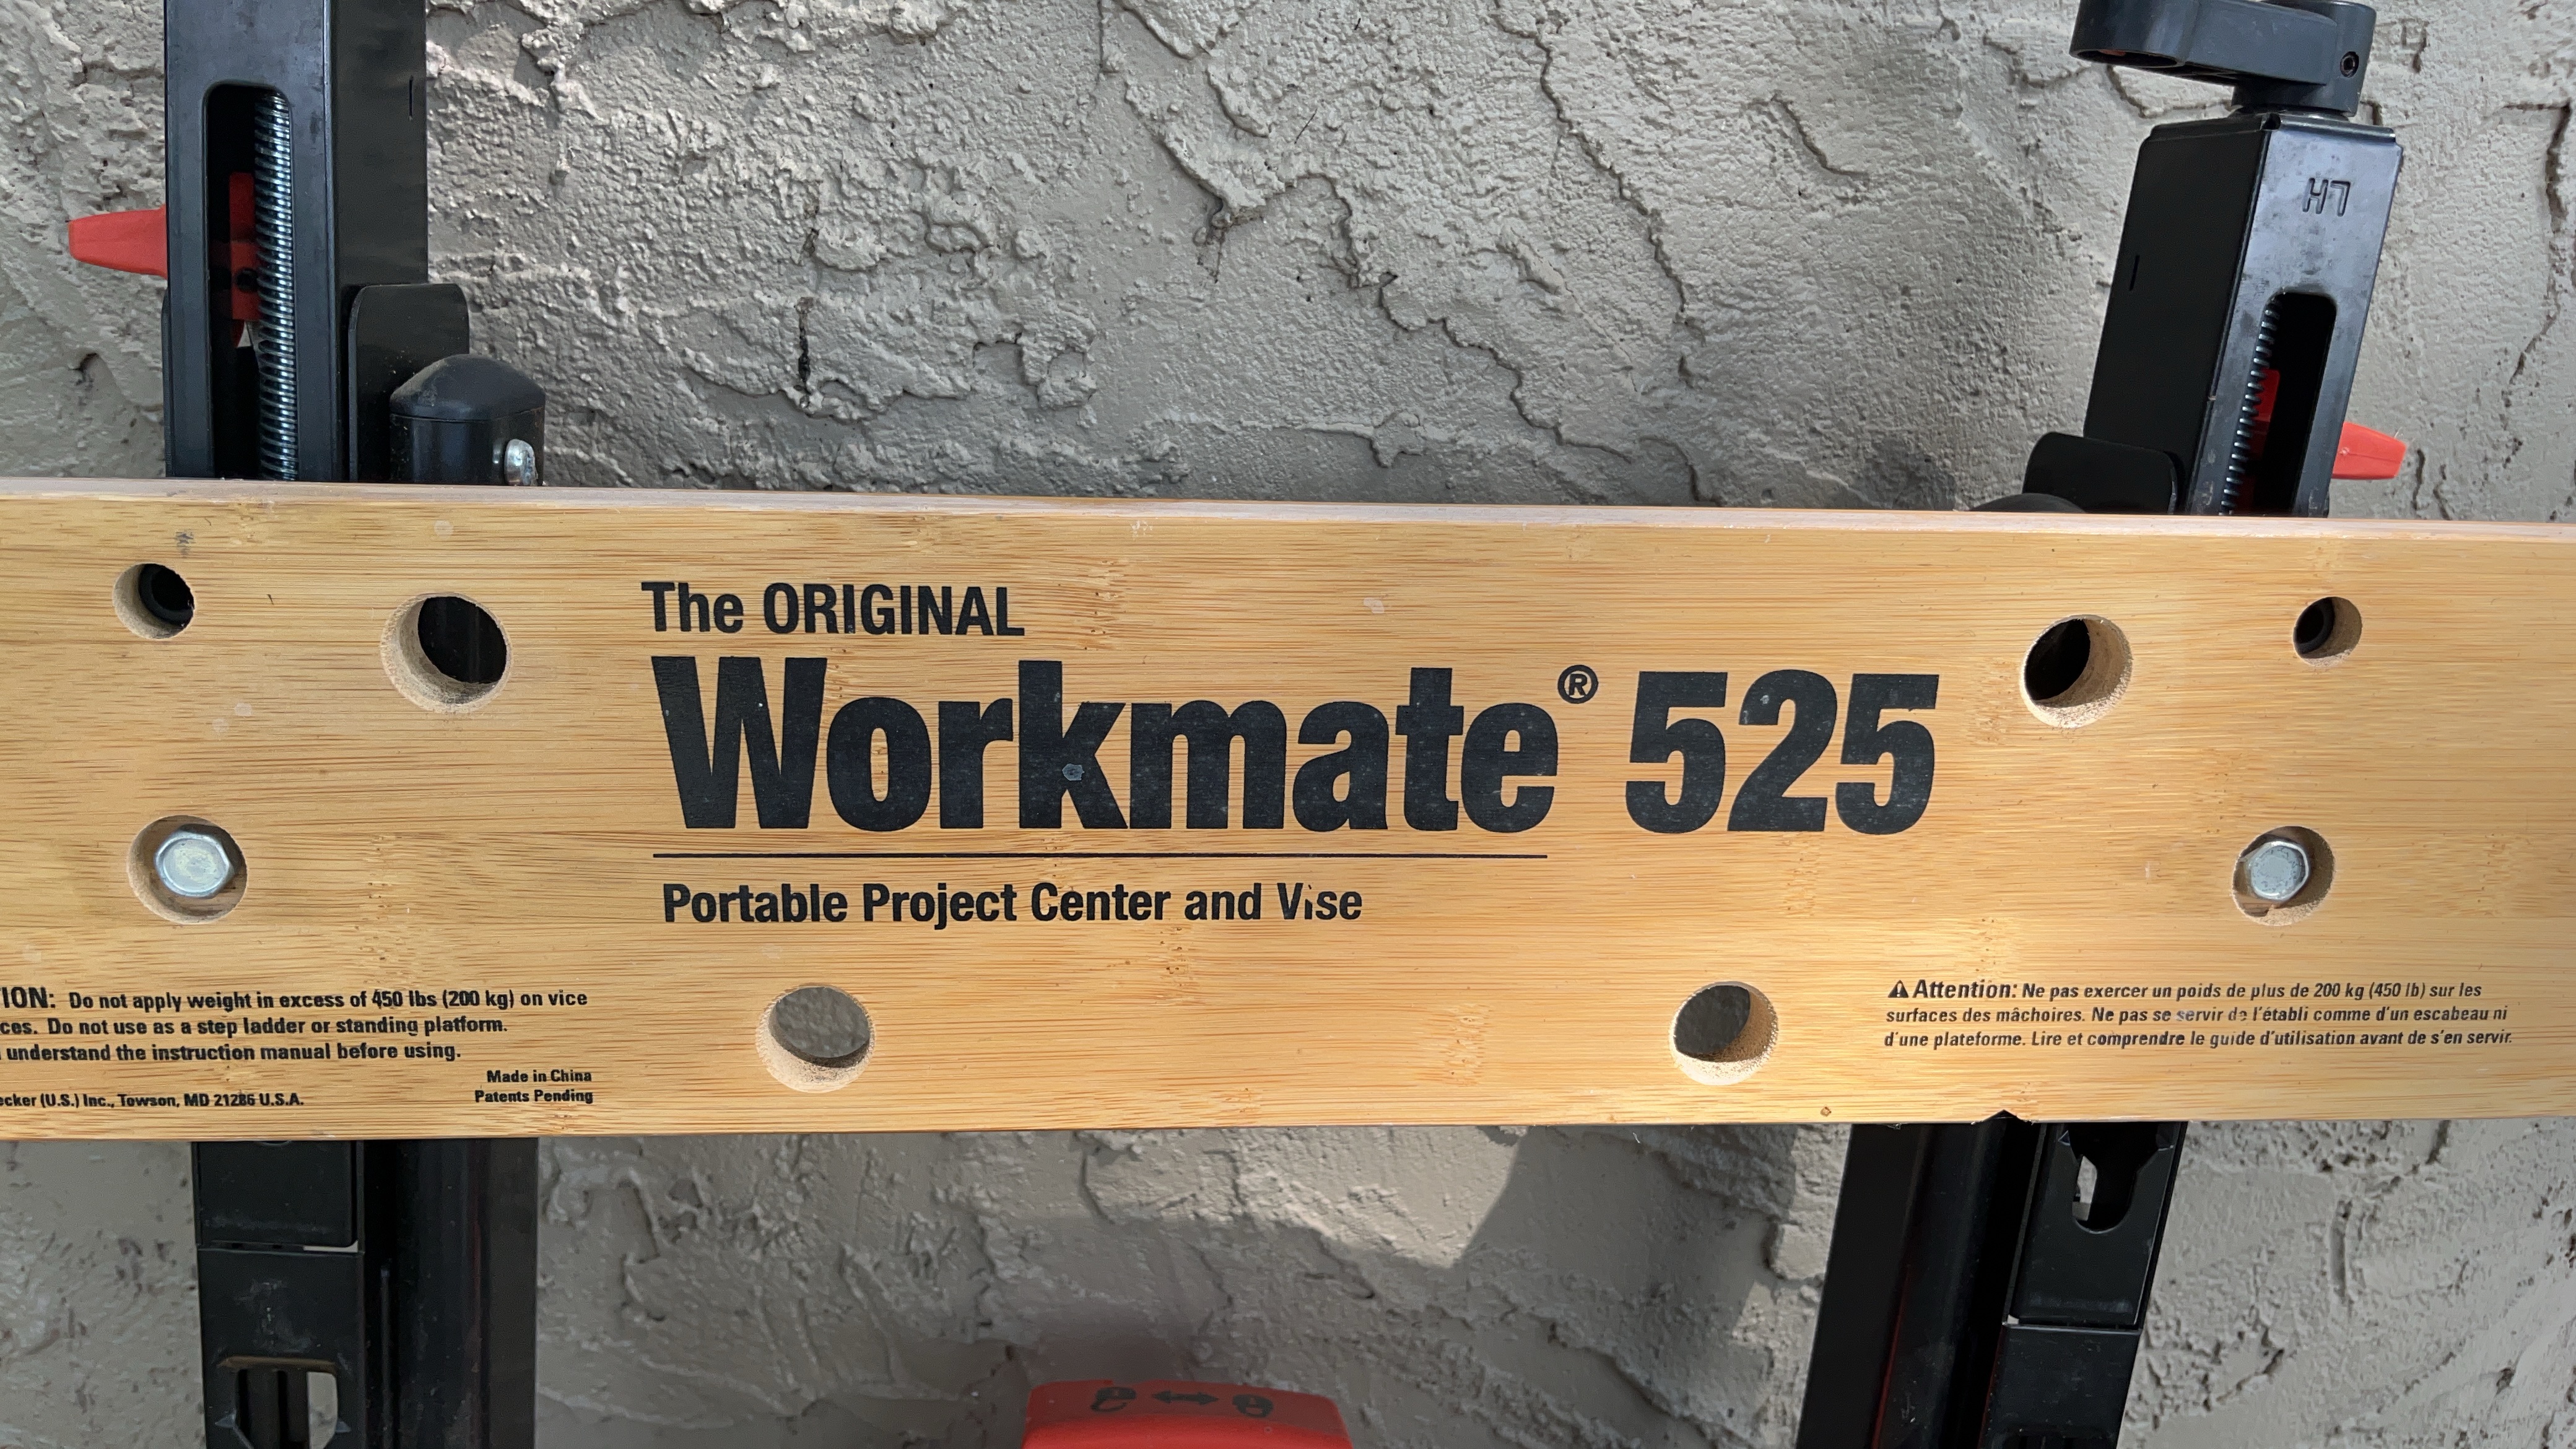 LH
The ORIGINAL
Workmate® 525
Portable Project Center and Vise
ION: Do not apply weight in excess of 450 lbs (200 kg) on vice
ces. Do not use as a step ladder or standing platform.
understand the instruction manual before using.
Made in China
ecker (U.S.) Inc., Towson, MD 21286 U.S.A.
Patents Pending
⚠ Attention: Ne pas exercer un poids de plus de 200 kg (450 lb) sur les
surfaces des mâchoires. Ne pas se servir de l'établi comme d'un escabeau ni
d'une plateforme. Lire et comprendre le guide d'utilisation avant de s'en servir.